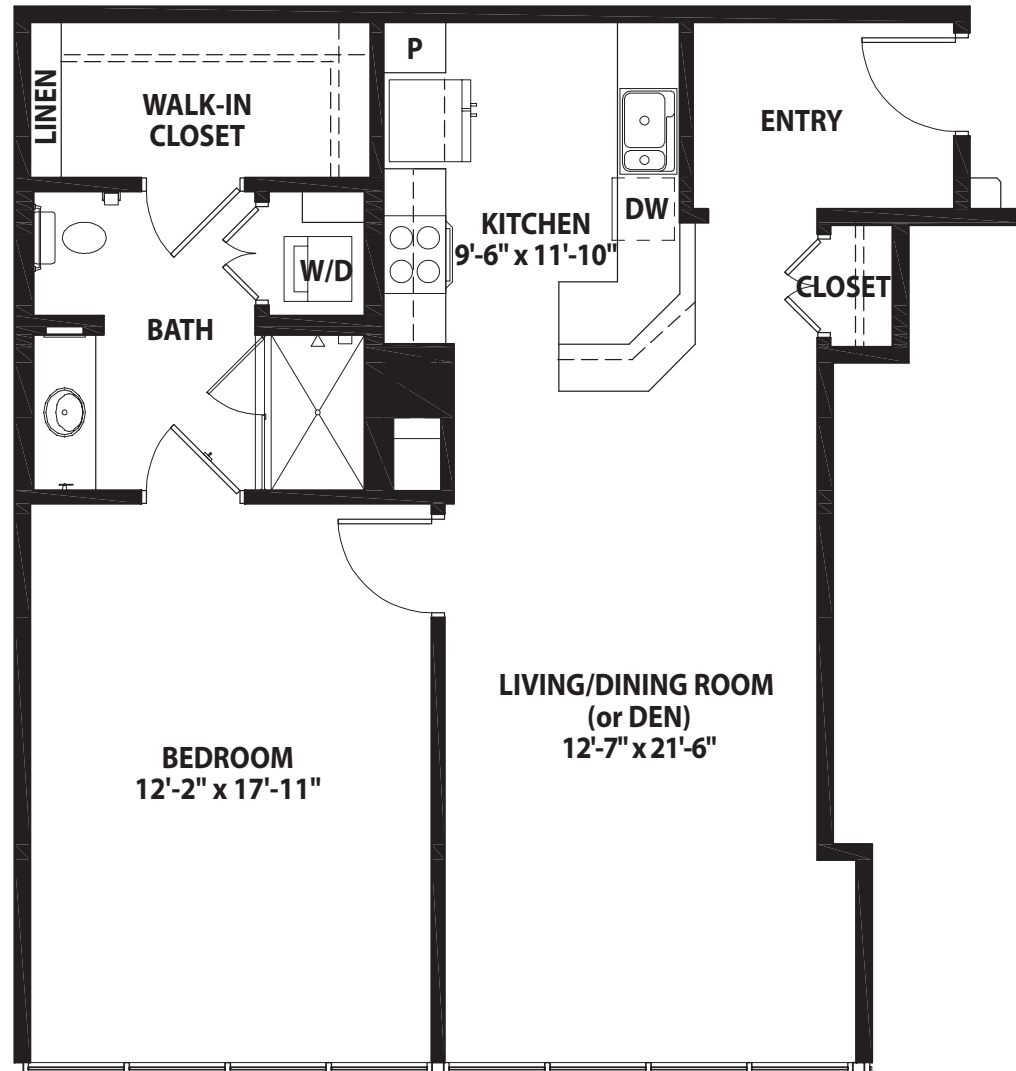 P
LINEN
WALK-IN
CLOSET
ENTRY
KITCHEN
9'-6" x 11'-10"
DW
W/D
CLOSET
BATH
LIVING/DINING ROOM
(or DEN)
12'-7" x 21'-6"
BEDROOM
12'-2" x 17'-11"